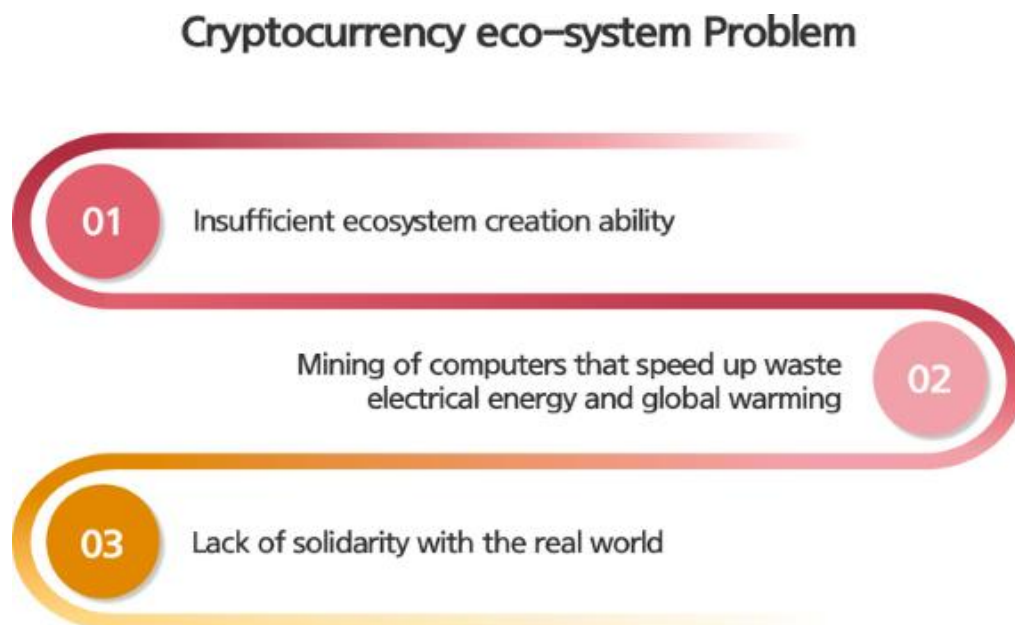 Cryptocurrency eco-system Problem
01
Insufficient ecosystem creation ability
Mining of computers that speed up waste
electrical energy and global warming
02
03
Lack of solidarity with the real world